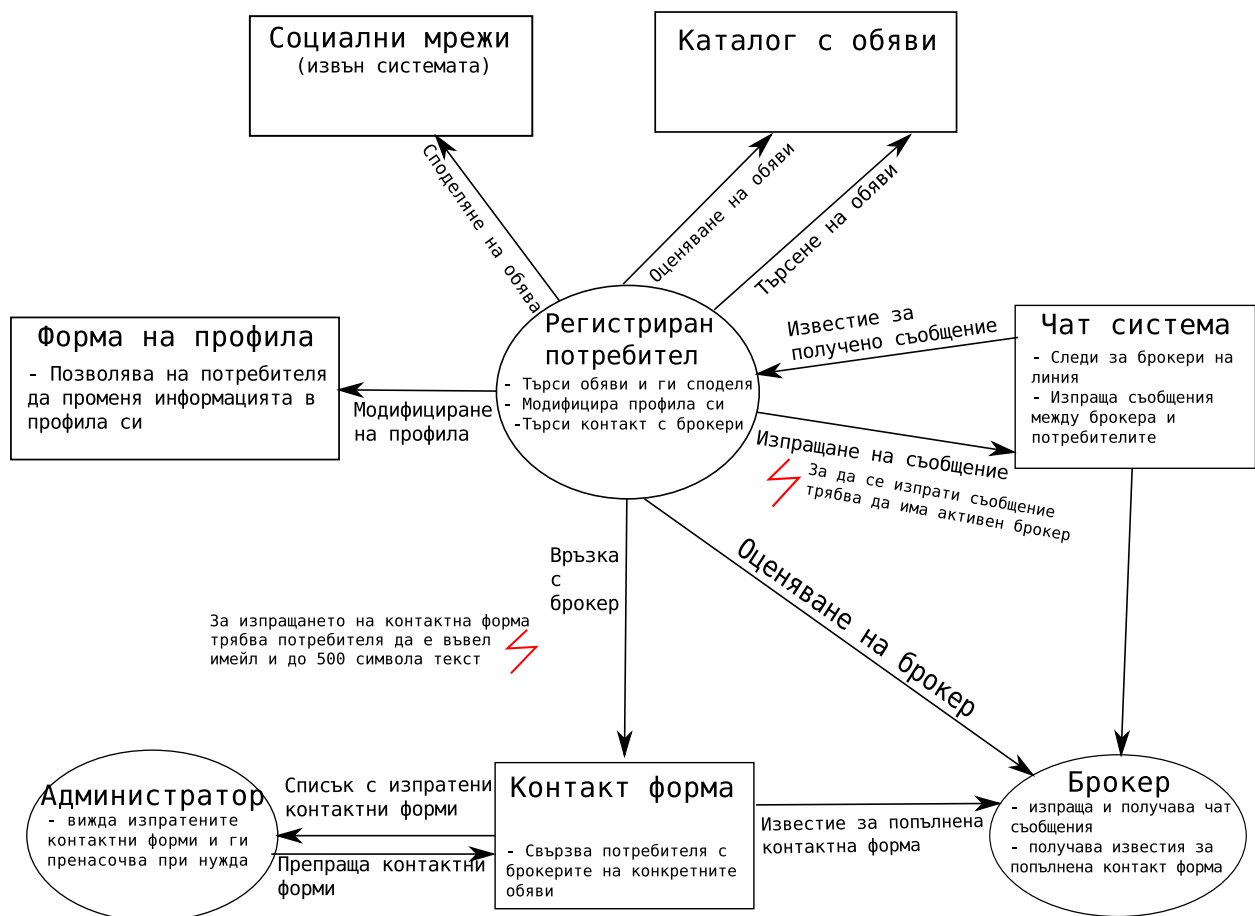 Социални мрежи
(извън системата)
Каталог с обяви
Споделяне на обява
Оценяване на обяви
Търсене на обяви
Форма на профила
- Позволява на потребителя
да променя информацията в
профила си
Модифициране
на профила
Регистриран
потребител
- Търси обяви и ги споделя
- Модифицира профила си
-Търси контакт с брокери
Известие за
получено съобщение
Чат система
- Следи за брокери на
линия
- Изпраща съобщения
между брокера и
потребителите
Изпращане на съобщение
За да се изпрати съобщение
трябва да има активен брокер
Връзка
с
брокер
Оценяване на брокер
За изпращането на контактна форма
трябва потребителя да е въвел
имейл и до 500 символа текст
Администратор
- вижда изпратените
контактни форми и ги
пренасочва при нужда
Списък с изпратени
контактни форми
Препраща контактни
форми
Контакт форма
- Свързва потребителя с
брокерите на конкретните
обяви
Известие за попълнена
контактна форма
Брокер
- изпраща и получава чат
съобщения
- получава известия за
попълнена контакт форма